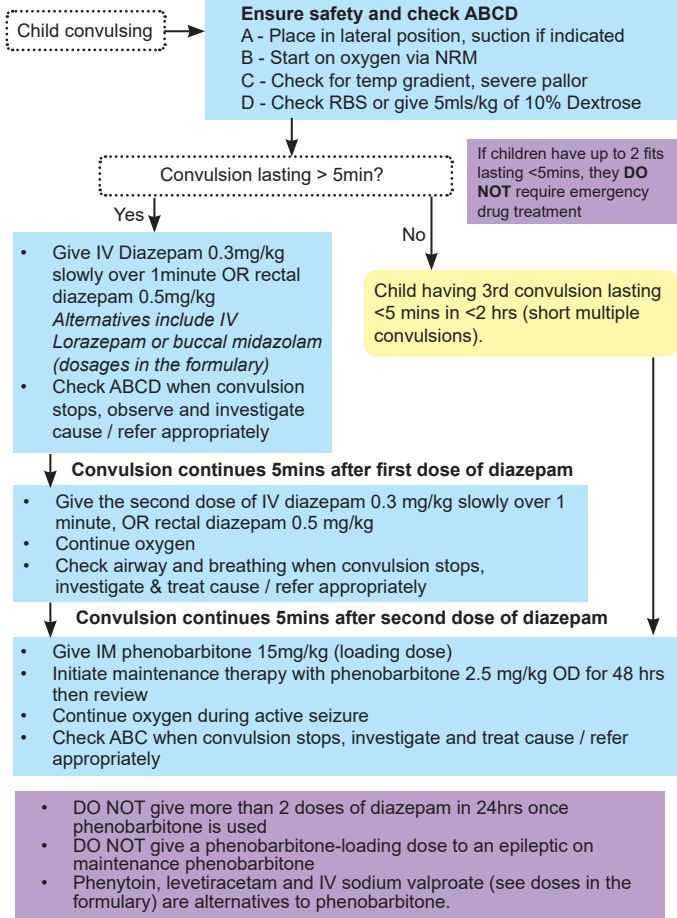 Child convulsing
Ensure safety and check ABCD
A - Place in lateral position, suction if indicated
B - Start on oxygen via NRM
C - Check for temp gradient, severe pallor
D - Check RBS or give 5mls/kg of 10% Dextrose
Convulsion lasting > 5min?
If children have up to 2 fits
lasting <5mins, they DO
NOT require emergency
drug treatment
Yes
No
• Give IV Diazepam 0.3mg/kg
slowly over 1minute OR rectal
diazepam 0.5mg/kg
Alternatives include IV
Lorazepam or buccal midazolam
(dosages in the formulary)
• Check ABCD when convulsion
stops, observe and investigate
cause / refer appropriately
Child having 3rd convulsion lasting
<5 mins in <2 hrs (short multiple
convulsions).
Convulsion continues 5mins after first dose of diazepam
• Give the second dose of IV diazepam 0.3 mg/kg slowly over 1
minute, OR rectal diazepam 0.5 mg/kg
• Continue oxygen
• Check airway and breathing when convulsion stops,
investigate & treat cause / refer appropriately
Convulsion continues 5mins after second dose of diazepam
• Give IM phenobarbitone 15mg/kg (loading dose)
• Initiate maintenance therapy with phenobarbitone 2.5 mg/kg OD for 48 hrs
then review
• Continue oxygen during active seizure
• Check ABC when convulsion stops, investigate and treat cause / refer
appropriately
• DO NOT give more than 2 doses of diazepam in 24hrs once
phenobarbitone is used
• DO NOT give a phenobarbitone-loading dose to an epileptic on
maintenance phenobarbitone
• Phenytoin, levetiracetam and IV sodium valproate (see doses in the
formulary) are alternatives to phenobarbitone.